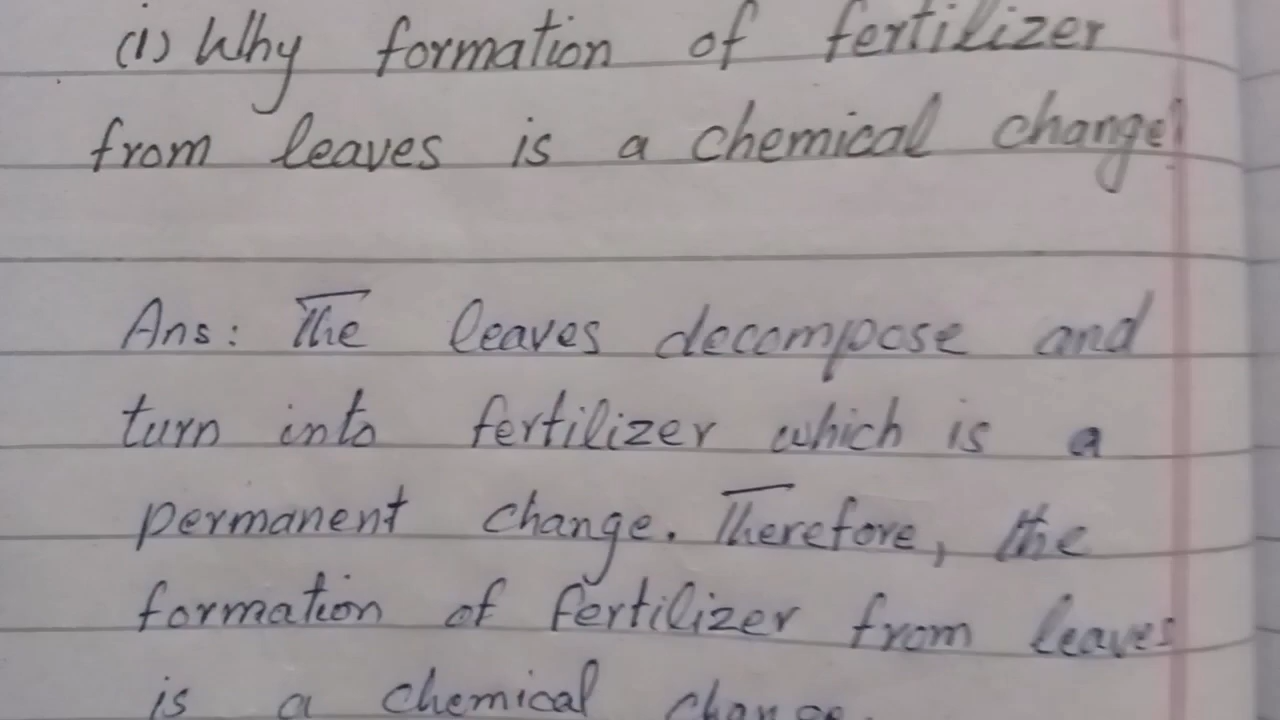 (i) Why formation of fertilizer
from leaves is a chemical change?
Ans: The leaves decompose and
turn into fertilizer which is a
permanent change. Therefore, the
formation of fertilizer from leaves
is a chemical change.